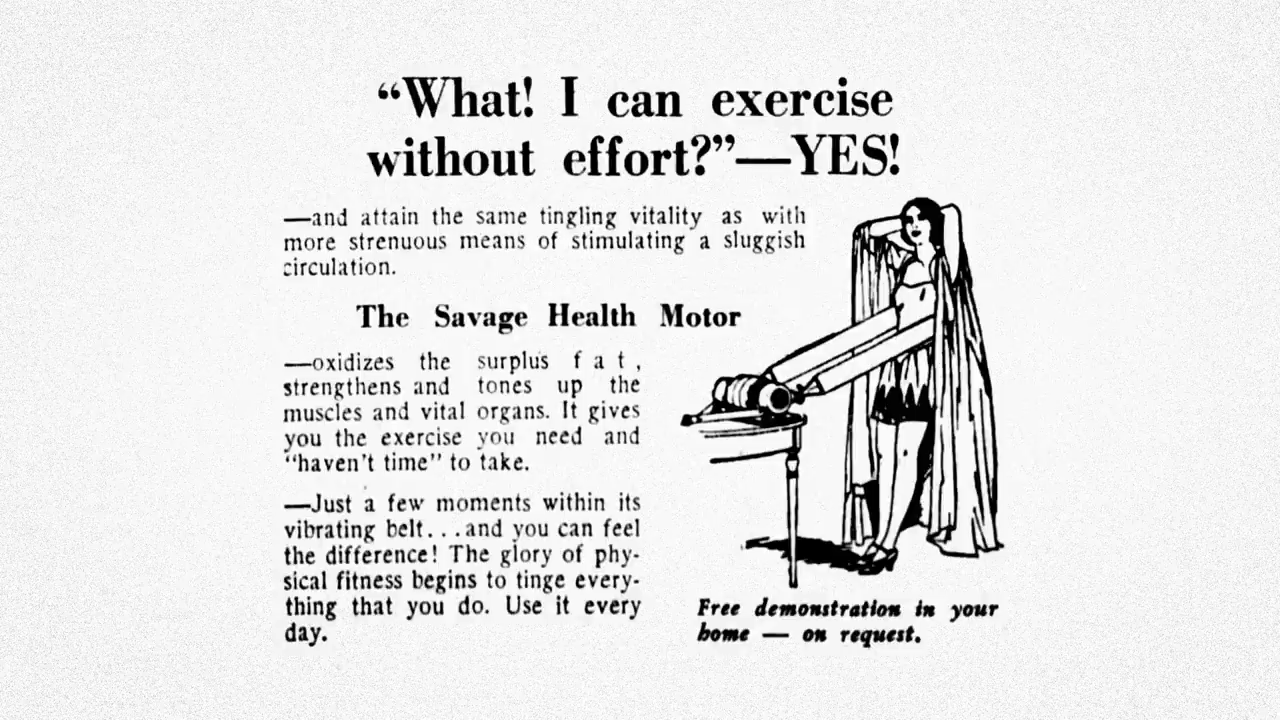 “What! I can exercise
without effort?”—YES!
—and attain the same tingling vitality as with
more strenuous means of stimulating a sluggish
circulation.
The Savage Health Motor
—oxidizes the surplus fat,
strengthens and tones up the
muscles and vital organs. It gives
you the exercise you need and
“haven't time” to take.
—Just a few moments within its
vibrating belt...and you can feel
the difference! The glory of phy-
sical fitness begins to tinge every-
thing that you do. Use it every
day.
Free demonstration in your
home — on request.